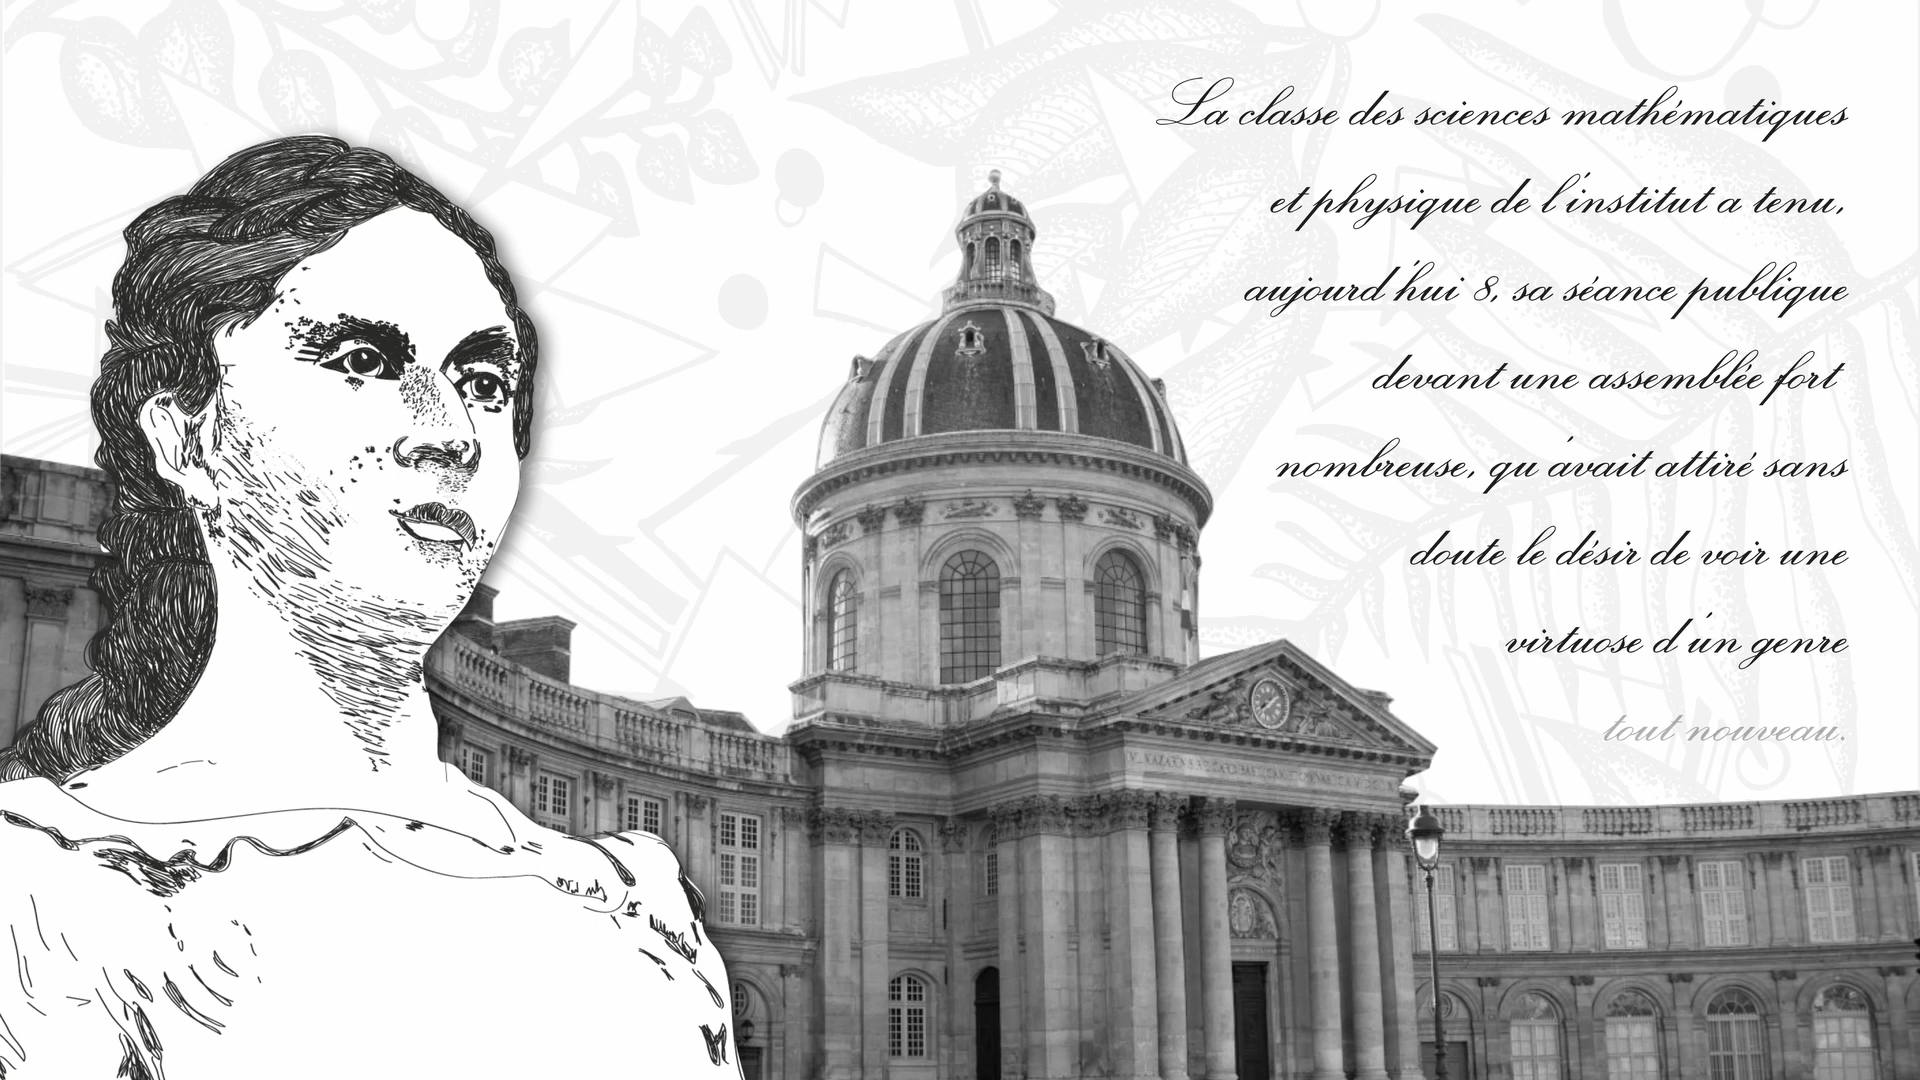 La classe des sciences mathématiques
et physique de l'institut a tenu,
aujourd'hui 8, sa séance publique
devant une assemblée fort
nombreuse, qu'avait attiré sans
doute le désir de voir une
virtuose d'un genre
tout nouveau.